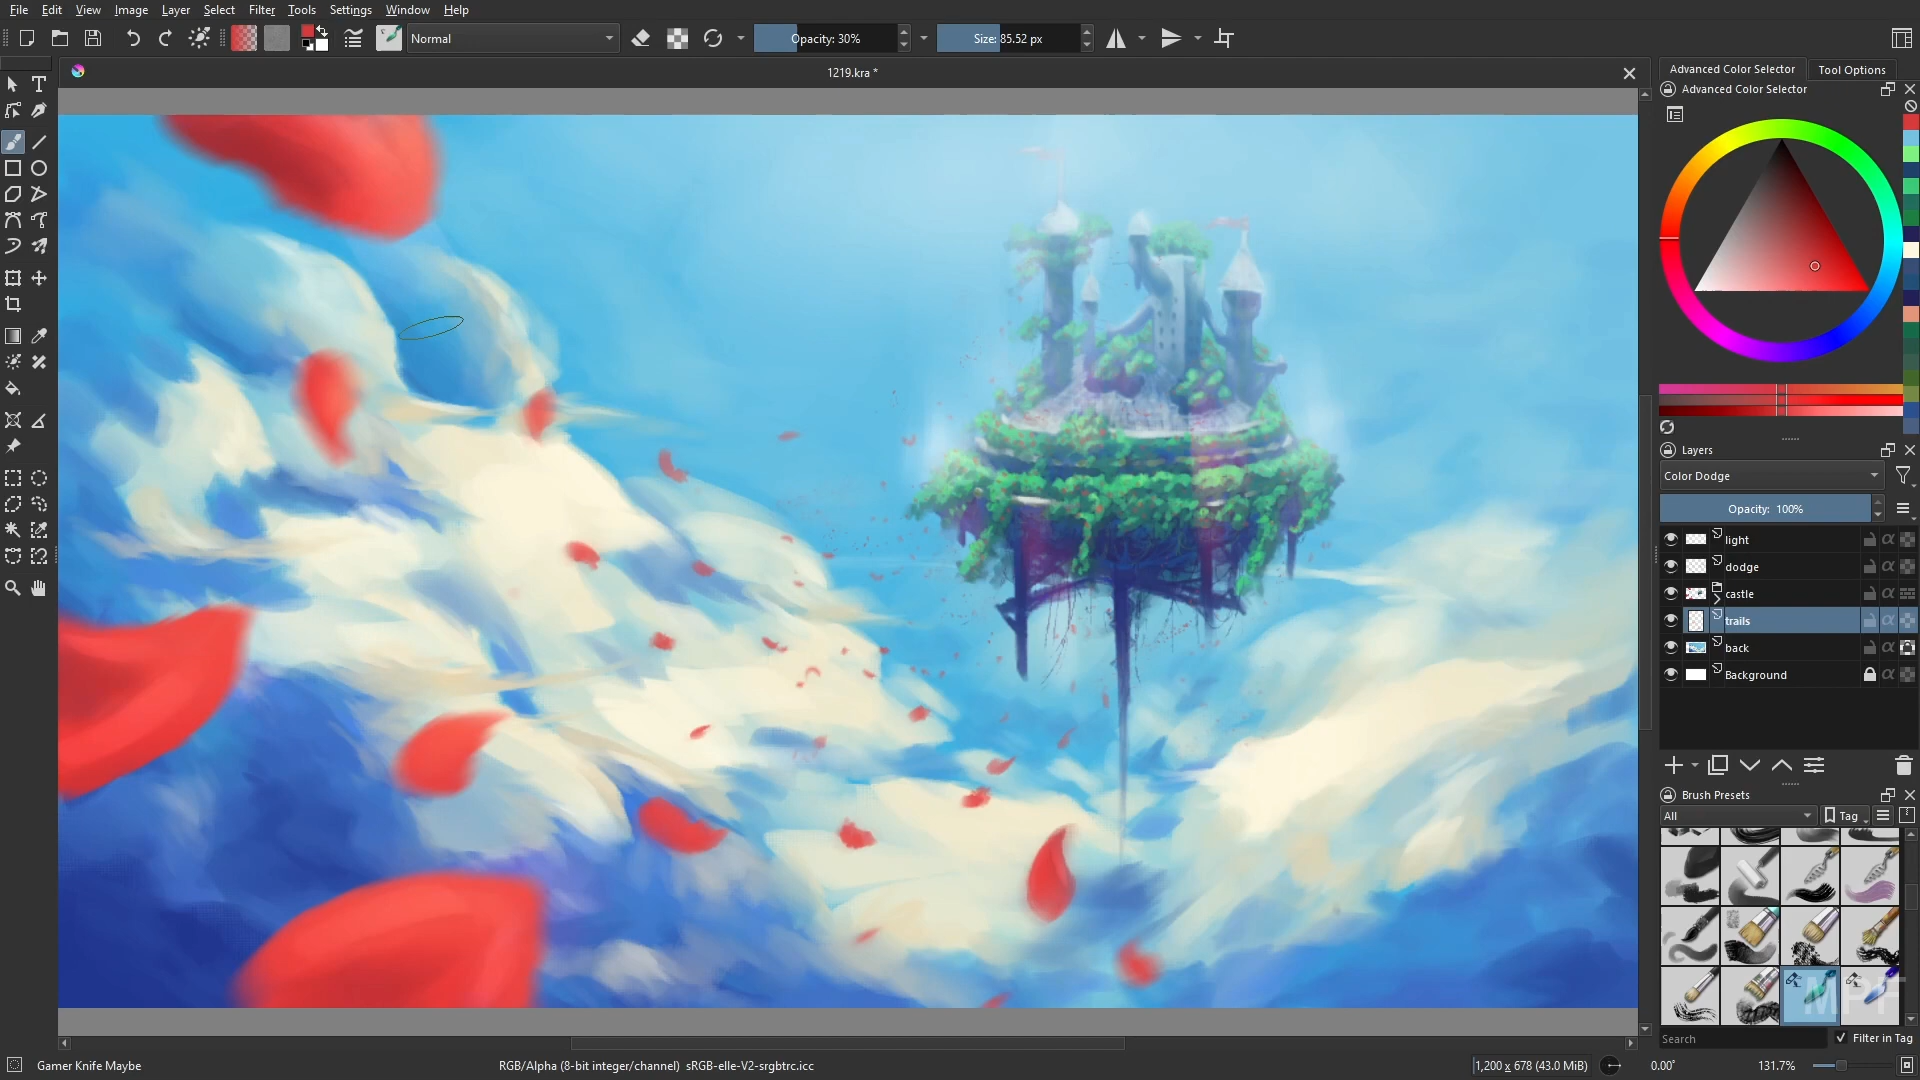 File Edit View Image Layer Select Filter Tools Settings Window Help
Normal
Opacity: 30%
Size: 85.52 px
1219.kra *
Advanced Color Selector
Tool Options
Advanced Color Selector
Layers
Color Dodge
Opacity: 100%
light
dodge
castle
trails
back
Background
Brush Presets
All
Tag
MPF
Search
Filter in Tag
Gamer Knife Maybe
RGB/Alpha (8-bit integer/channel) sRGB-elle-V2-srgbtrc.icc
1,200 x 678 (43.0 MiB)
0.00°
131.7%